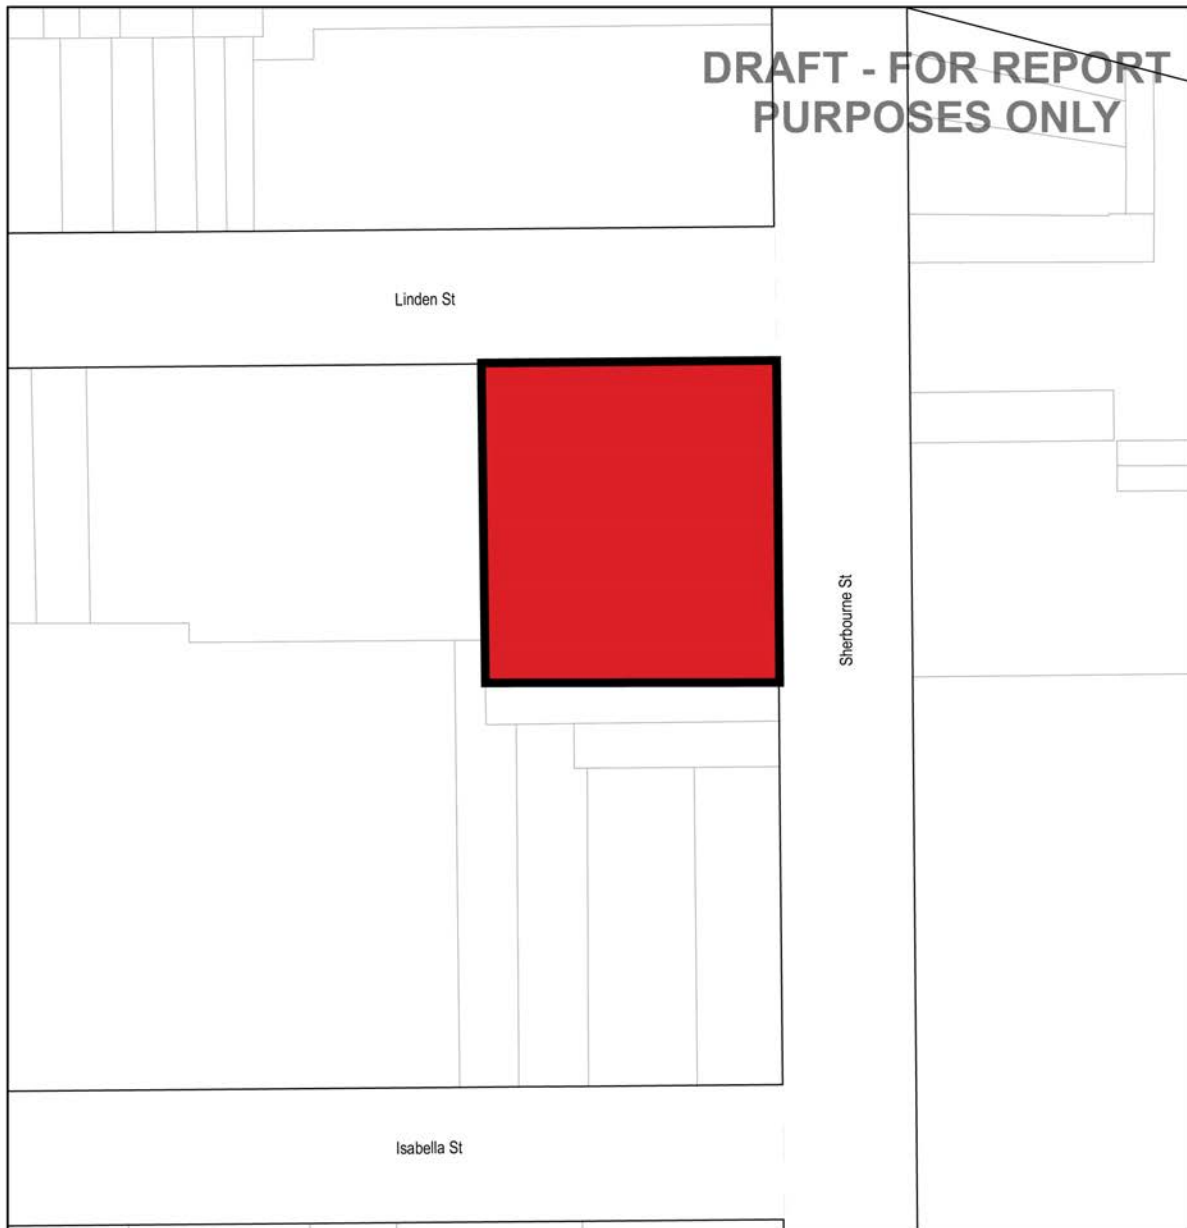 DRAFT - FOR REPORT
PURPOSES ONLY
Linden St
Sherbourne St
Isabella St